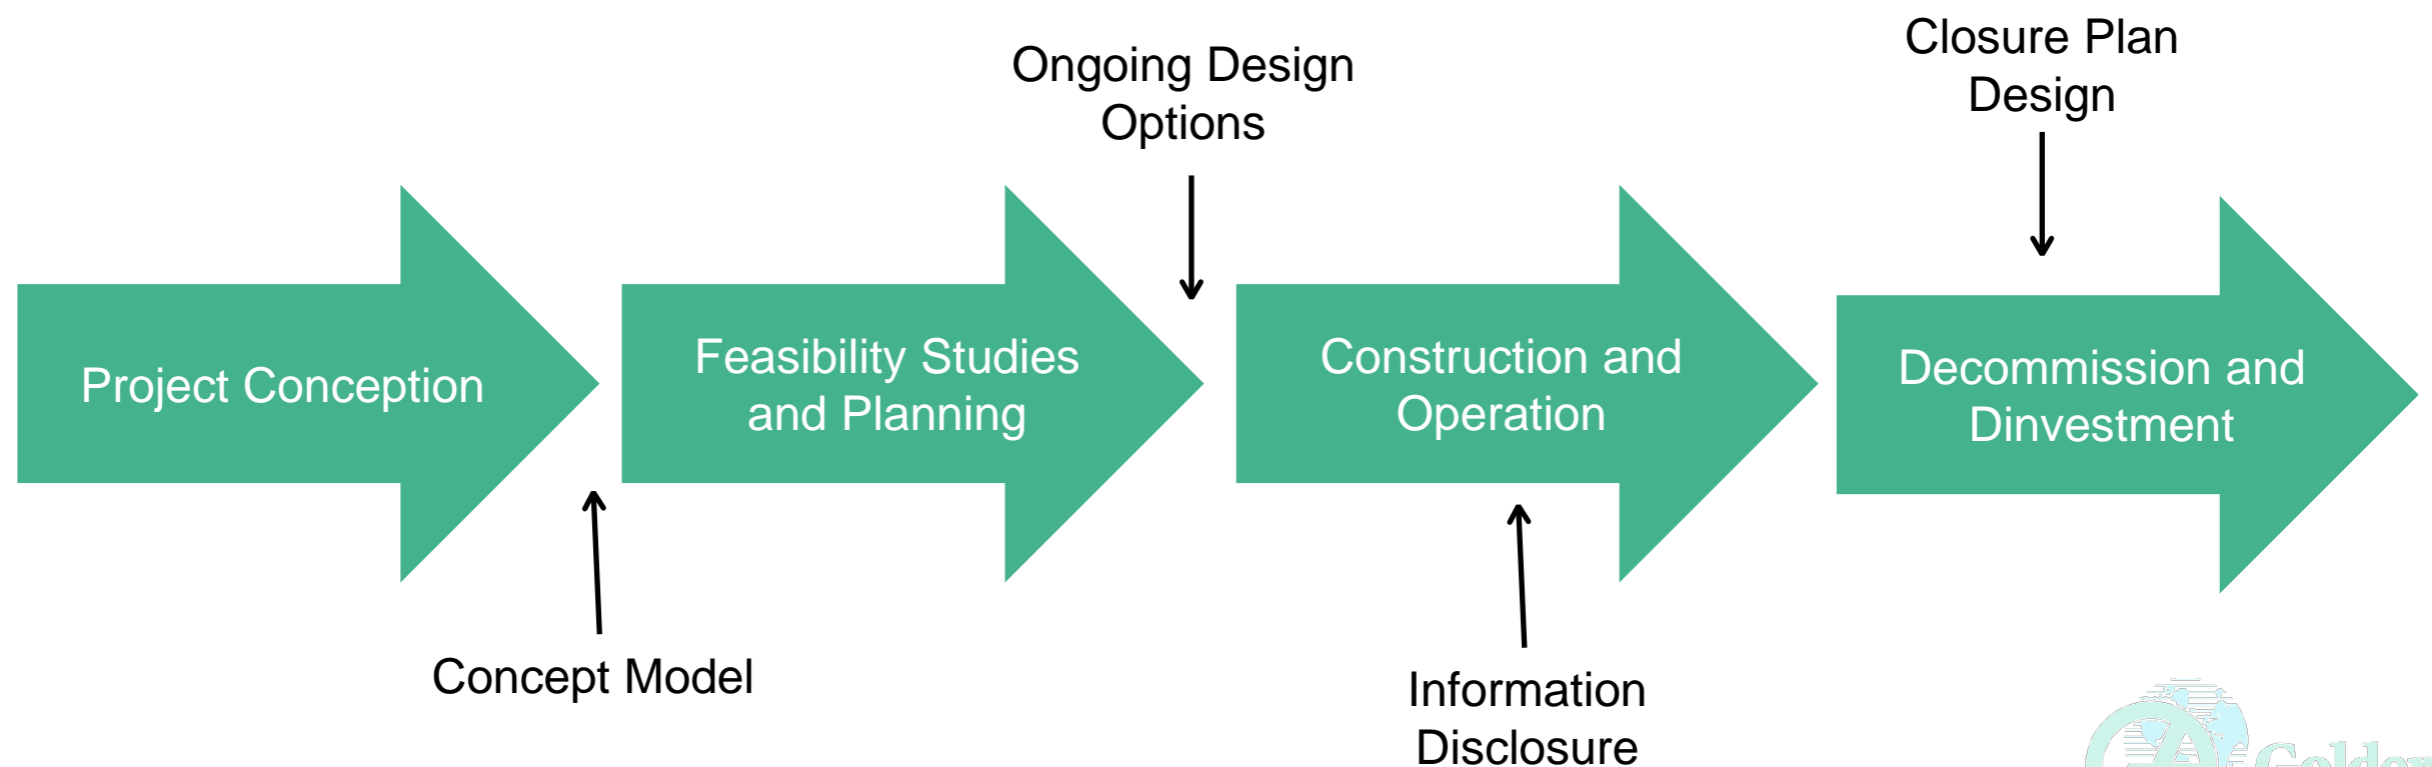 Closure Plan
Design
Ongoing Design
Options
Project Conception
Feasibility Studies
and Planning
Construction and
Operation
Decommission and
Dinvestment
Concept Model
Information
Disclosure
Golder